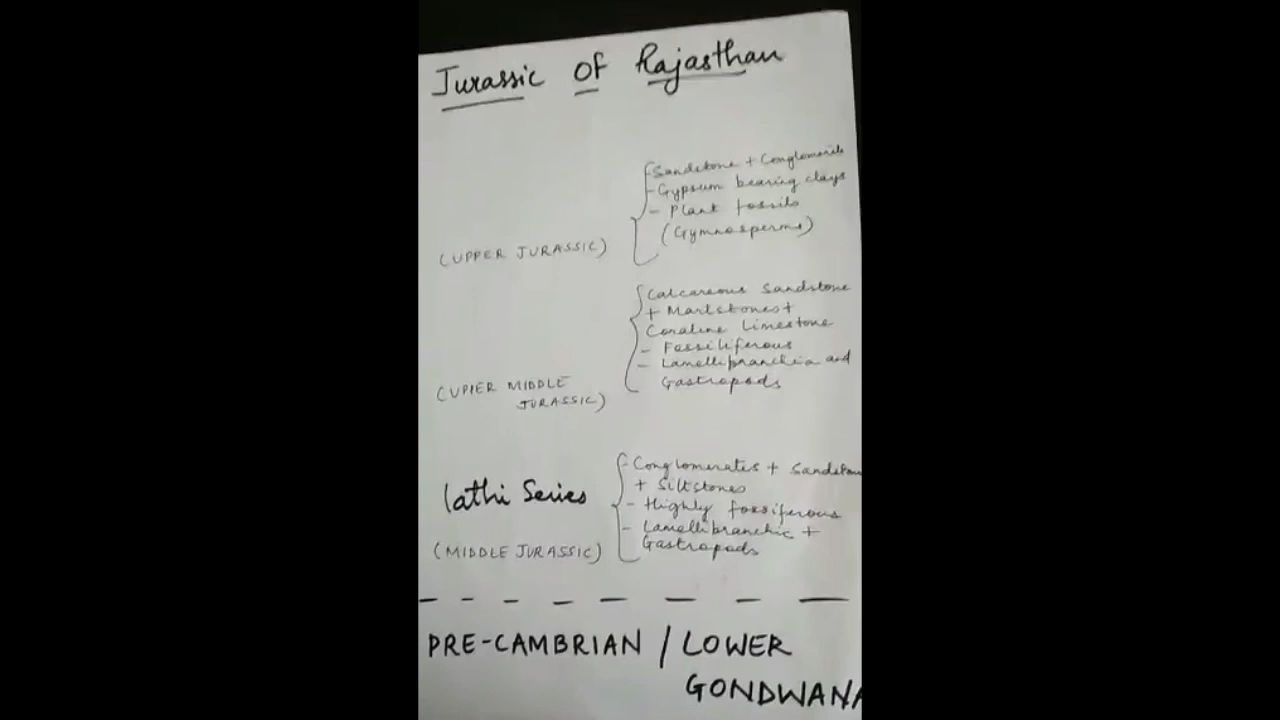 Jurassic Of Rajasthan
Sandstone + Conglomerate
- Gypsum bearing clays
- Plant fossils
(Gymnosperms)
(UPPER JURASSIC)
Calcareous Sandstone
+ Marlstones +
Coraline Limestone
- Fossiliferous
- Lamellibranchia and
Gastropods
(UPPER MIDDLE
JURASSIC)
- Conglomerates + Sandstone
+ Siltstones
- Highly fossiferous
- Lamellibranchic +
Gastropods
lathi Series
(MIDDLE JURASSIC)
PRE-CAMBRIAN / LOWER
GONDWANA